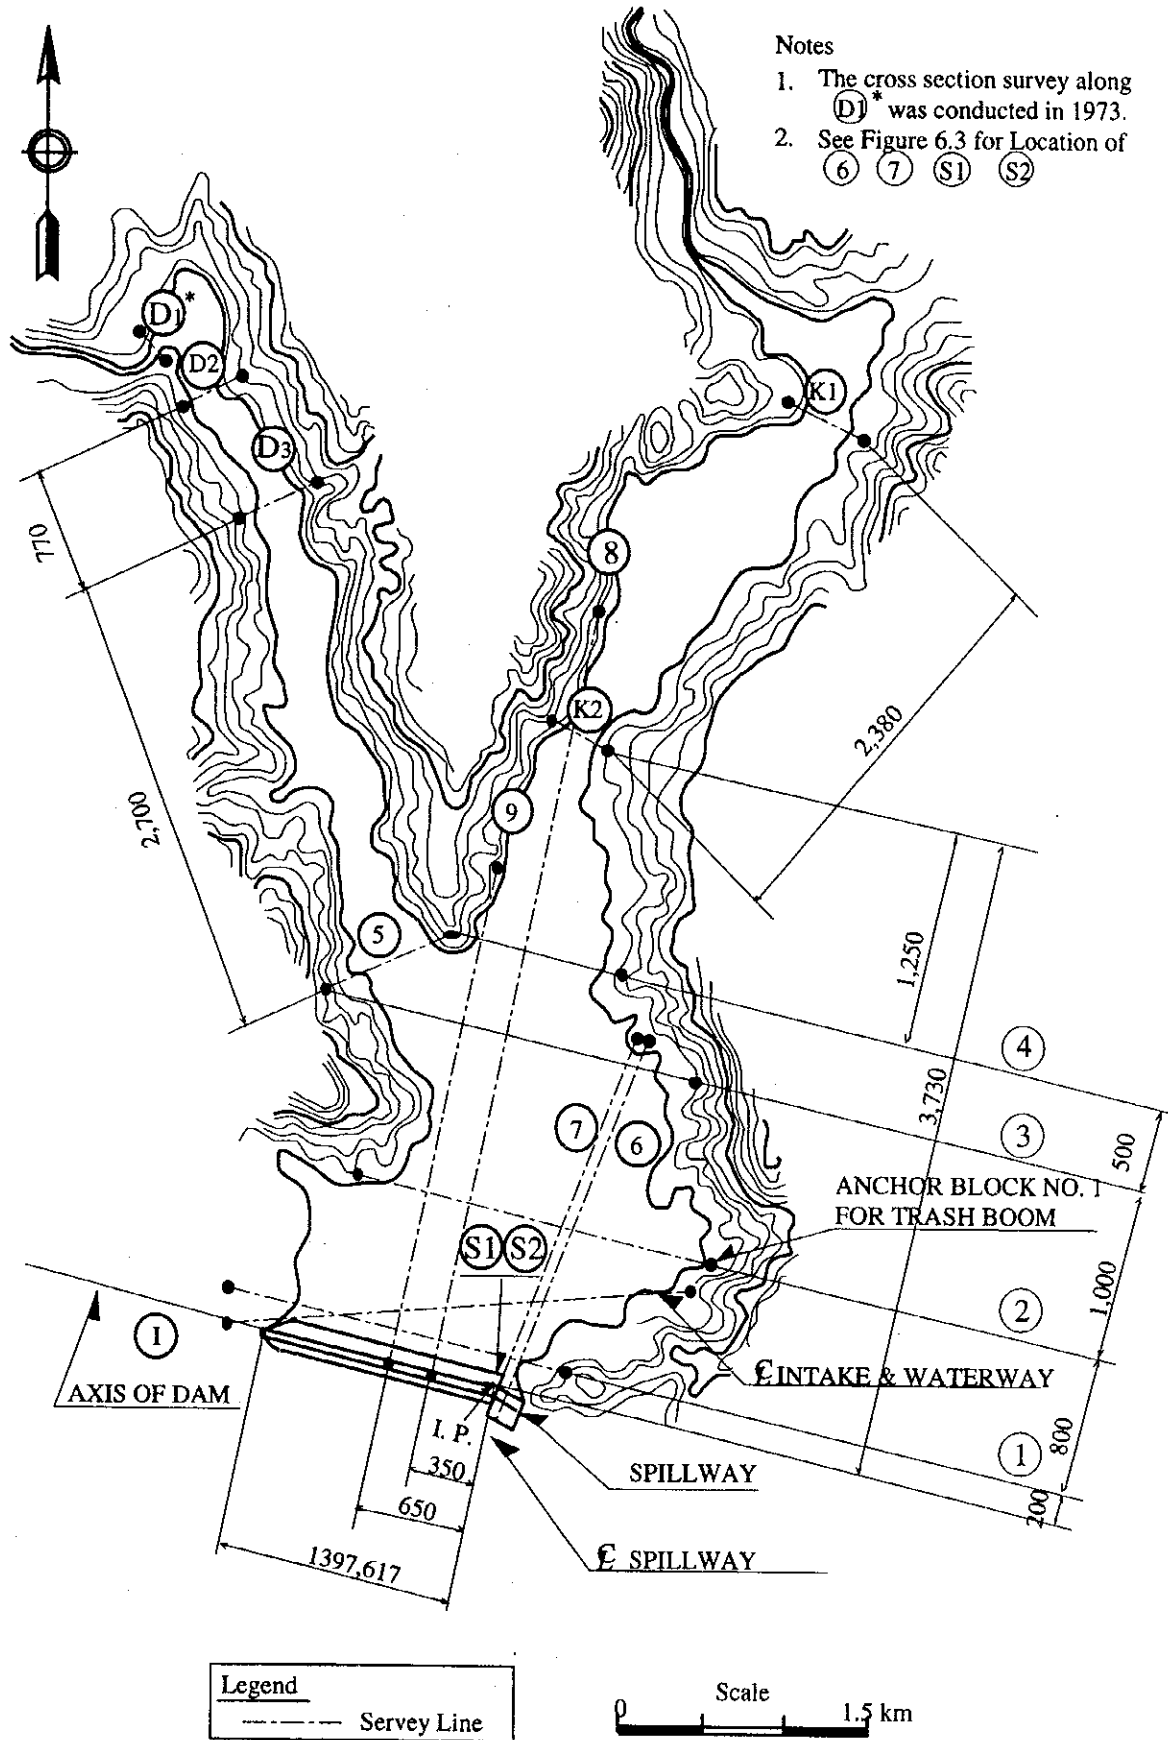 Notes
1. The cross section survey along
D1 * was conducted in 1973.
2. See Figure 6.3 for Location of
6 7 S1 S2
D1 *
D2
D3
K1
8
K2
9
5
770
2,700
2,380
1,250
3,730
4
3
500
7
6
ANCHOR BLOCK NO. 1
FOR TRASH BOOM
1,000
2
S1 S2
1
AXIS OF DAM
℄ INTAKE & WATERWAY
I. P.
350
650
1397,617
SPILLWAY
℄ SPILLWAY
1
800
200
Legend
Servey Line
Scale
0 1.5 km